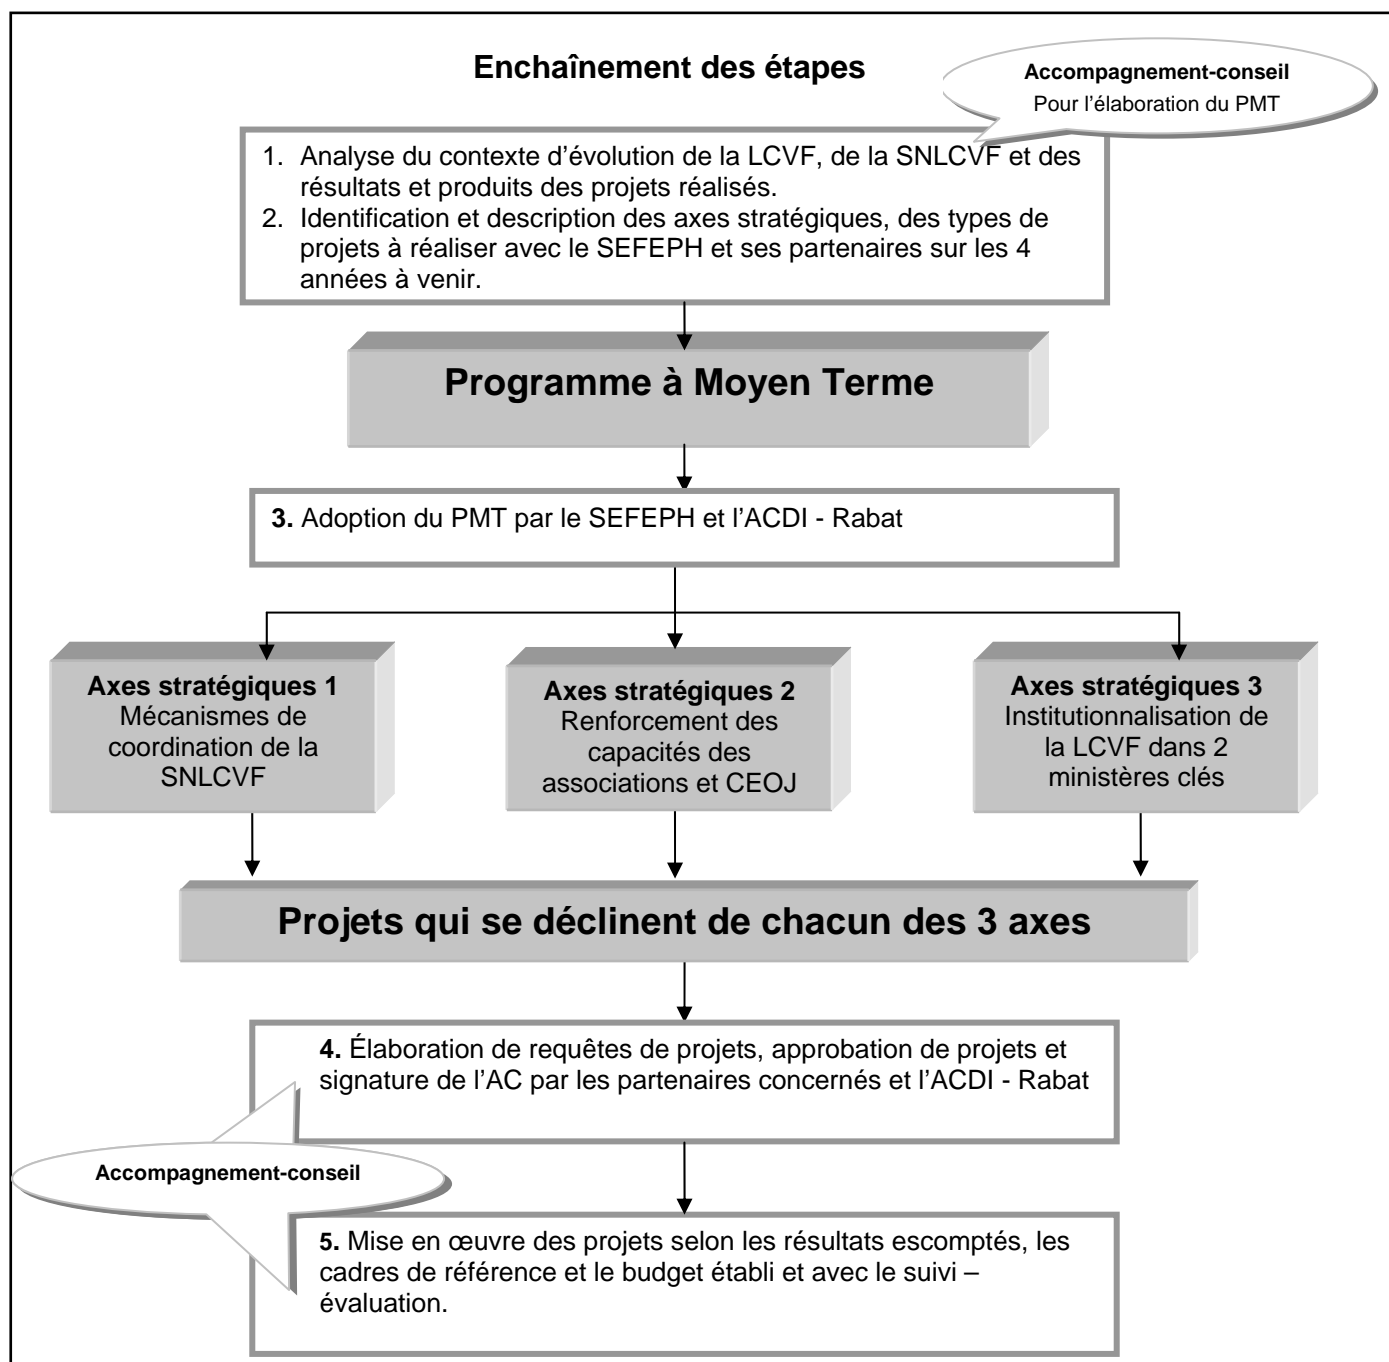 Enchaînement des étapes
Accompagnement-conseil
Pour l’élaboration du PMT
1. Analyse du contexte d’évolution de la LCVF, de la SNLCVF et des
résultats et produits des projets réalisés.
2. Identification et description des axes stratégiques, des types de
projets à réaliser avec le SEFEPH et ses partenaires sur les 4
années à venir.
Programme à Moyen Terme
3. Adoption du PMT par le SEFEPH et l’ACDI - Rabat
Axes stratégiques 1
Mécanismes de
coordination de la
SNLCVF
Axes stratégiques 2
Renforcement des
capacités des
associations et CEOJ
Axes stratégiques 3
Institutionnalisation de
la LCVF dans 2
ministères clés
Projets qui se déclinent de chacun des 3 axes
4. Élaboration de requêtes de projets, approbation de projets et
signature de l’AC par les partenaires concernés et l’ACDI - Rabat
Accompagnement-conseil
5. Mise en œuvre des projets selon les résultats escomptés, les
cadres de référence et le budget établi et avec le suivi –
évaluation.